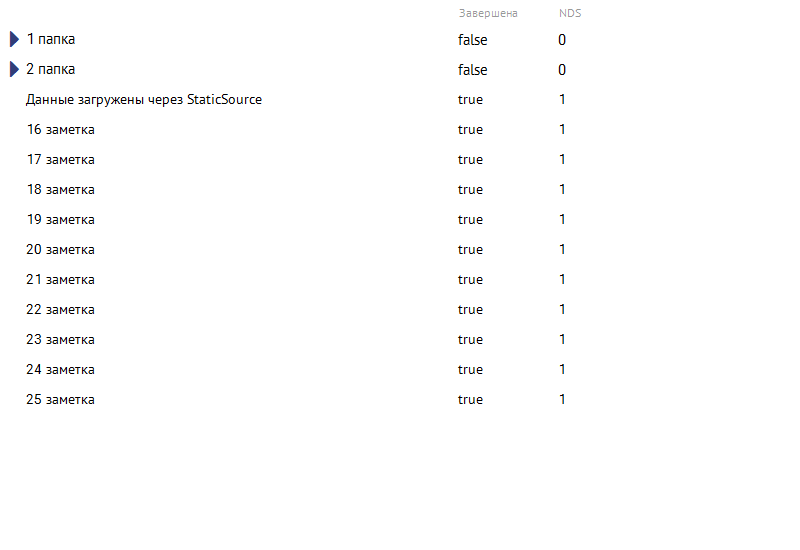 Завершена NDS
1 папка false 0
2 папка false 0
Данные загружены через StaticSource true 1
16 заметка true 1
17 заметка true 1
18 заметка true 1
19 заметка true 1
20 заметка true 1
21 заметка true 1
22 заметка true 1
23 заметка true 1
24 заметка true 1
25 заметка true 1